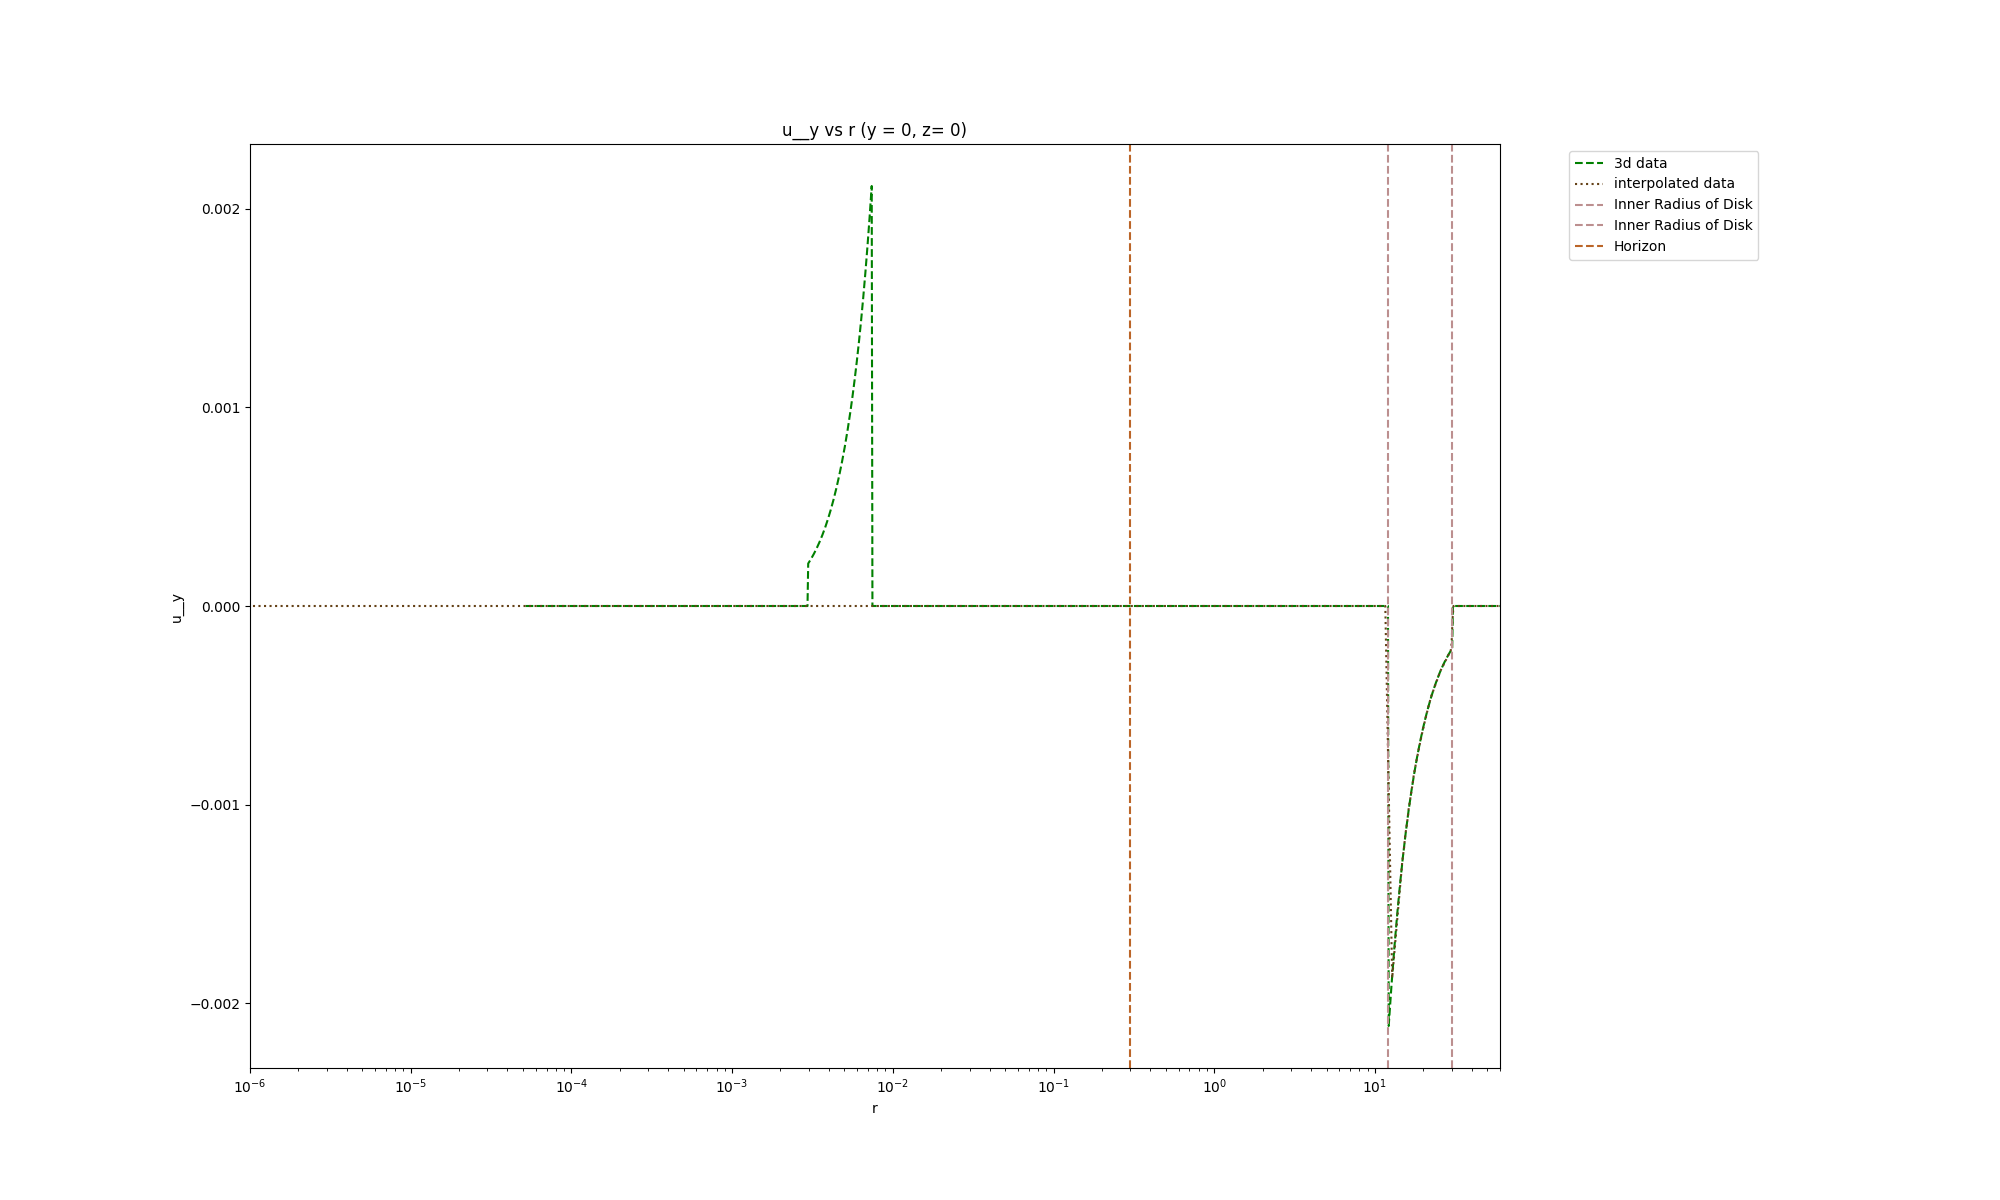 u__y vs r (y = 0, z= 0)
3d data
interpolated data
Inner Radius of Disk
Inner Radius of Disk
Horizon
0.002
0.001
0.000
−0.001
−0.002
u__y
10⁻⁶ 10⁻⁵ 10⁻⁴ 10⁻³ 10⁻² 10⁻¹ 10⁰ 10¹
r